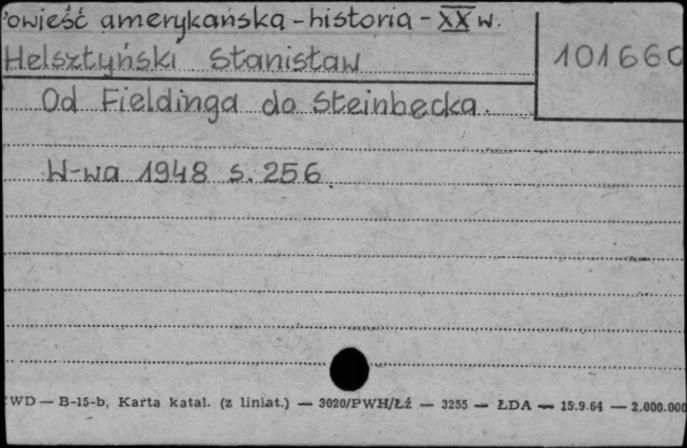 owieść amerykańska - historia - XX w.
Helsztyński Stanisław
101660
Od Fieldinga do Steinbecka.
W-wa 1948 s. 256
WD — B-15-b, Karta katal. (z liniat.) — 3020/PWH/Łź — 3255 — ŁDA — 15.9.64 — 2.000.000